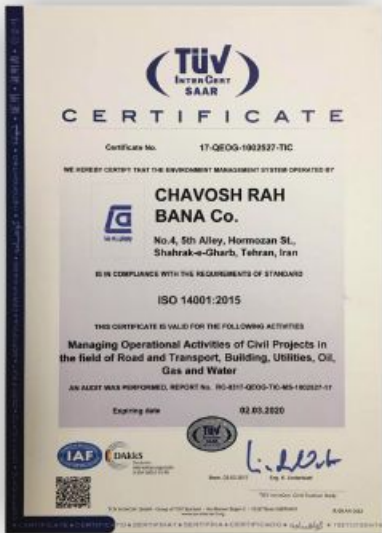 TÜV
INTERCERT
SAAR
CERTIFICATE
Certificate No. 17-QEOG-1002527-TIC
WE HEREBY CERTIFY THAT THE ENVIRONMENT MANAGEMENT SYSTEM OPERATED BY
CHAVOSH RAH
BANA Co.
No.4, 5th Alley, Hormozan St.,
Shahrak-e-Gharb, Tehran, Iran
IS IN COMPLIANCE WITH THE REQUIREMENTS OF STANDARD
ISO 14001:2015
THIS CERTIFICATE IS VALID FOR THE FOLLOWING ACTIVITIES
Managing Operational Activities of Civil Projects in
the field of Road and Transport, Building, Utilities, Oil,
Gas and Water
AN AUDIT WAS PERFORMED, REPORT No.
Expiring date 02.03.2020
TÜV
IAF
DAkkS